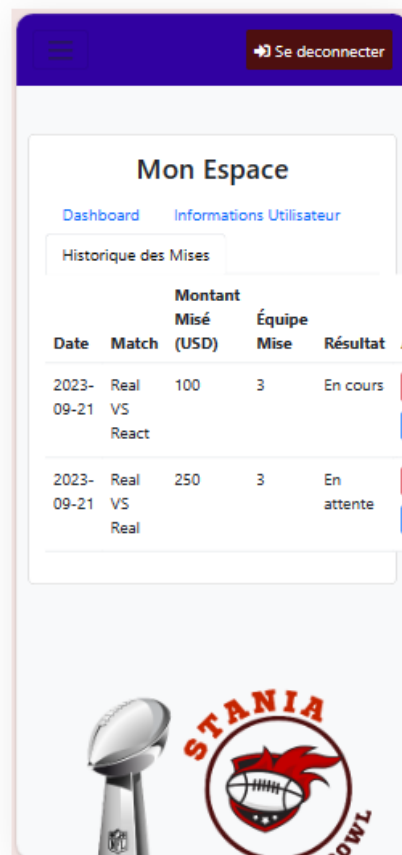 Se deconnecter
Mon Espace
Dashboard Informations Utilisateur
Historique des Mises
Montant
Misé Équipe
Date Match (USD) Mise Résultat
2023- Real 100 3 En cours
09-21 VS
React
2023- Real 250 3 En
09-21 VS attente
Real
STANIA
BOWL
NFL